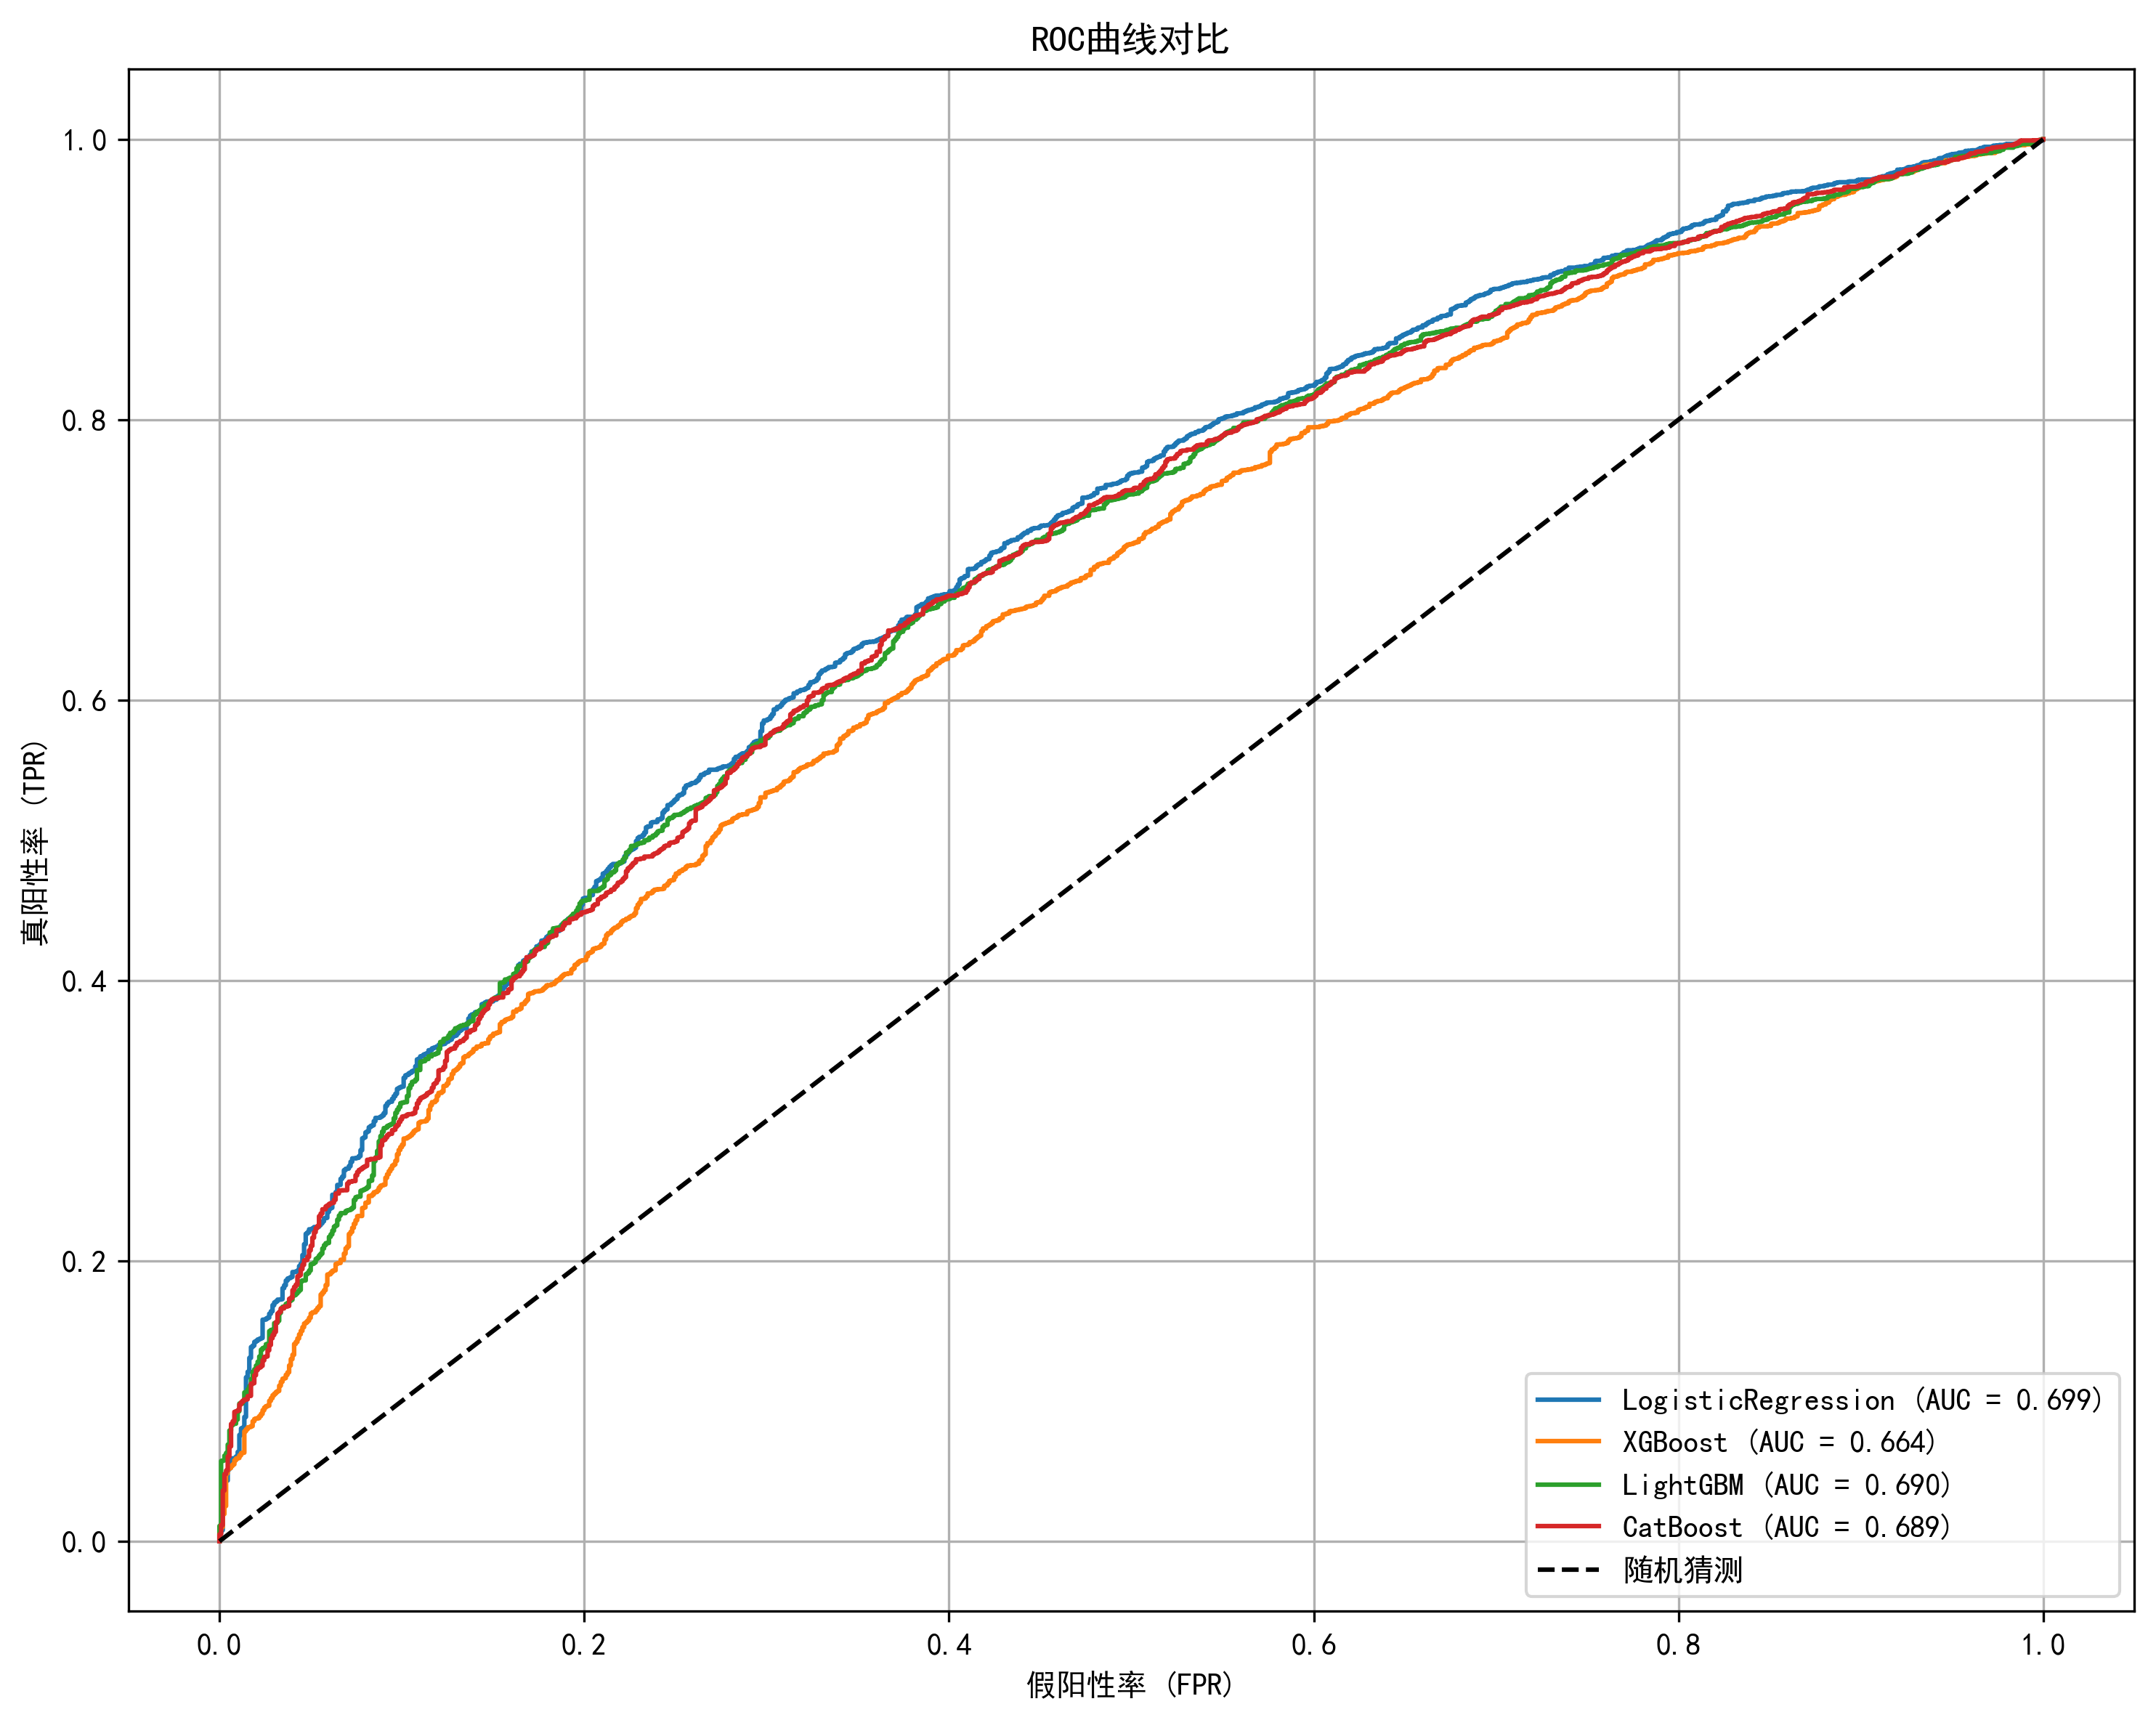 ROC曲线对比
1.0
0.8
0.6
0.4
0.2
0.0
真阳性率 (TPR)
LogisticRegression (AUC = 0.699)
XGBoost (AUC = 0.664)
LightGBM (AUC = 0.690)
CatBoost (AUC = 0.689)
随机猜测
0.0 0.2 0.4 0.6 0.8 1.0
假阳性率 (FPR)